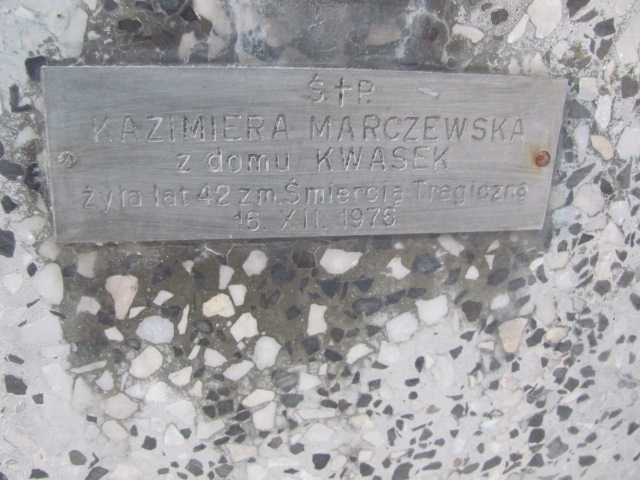 Ś†P.
KAZIMIERA MARCZEWSKA
z domu KWASEK
żyła lat 42 zm. Śmiercią Tragiczną
16. XII. 1976